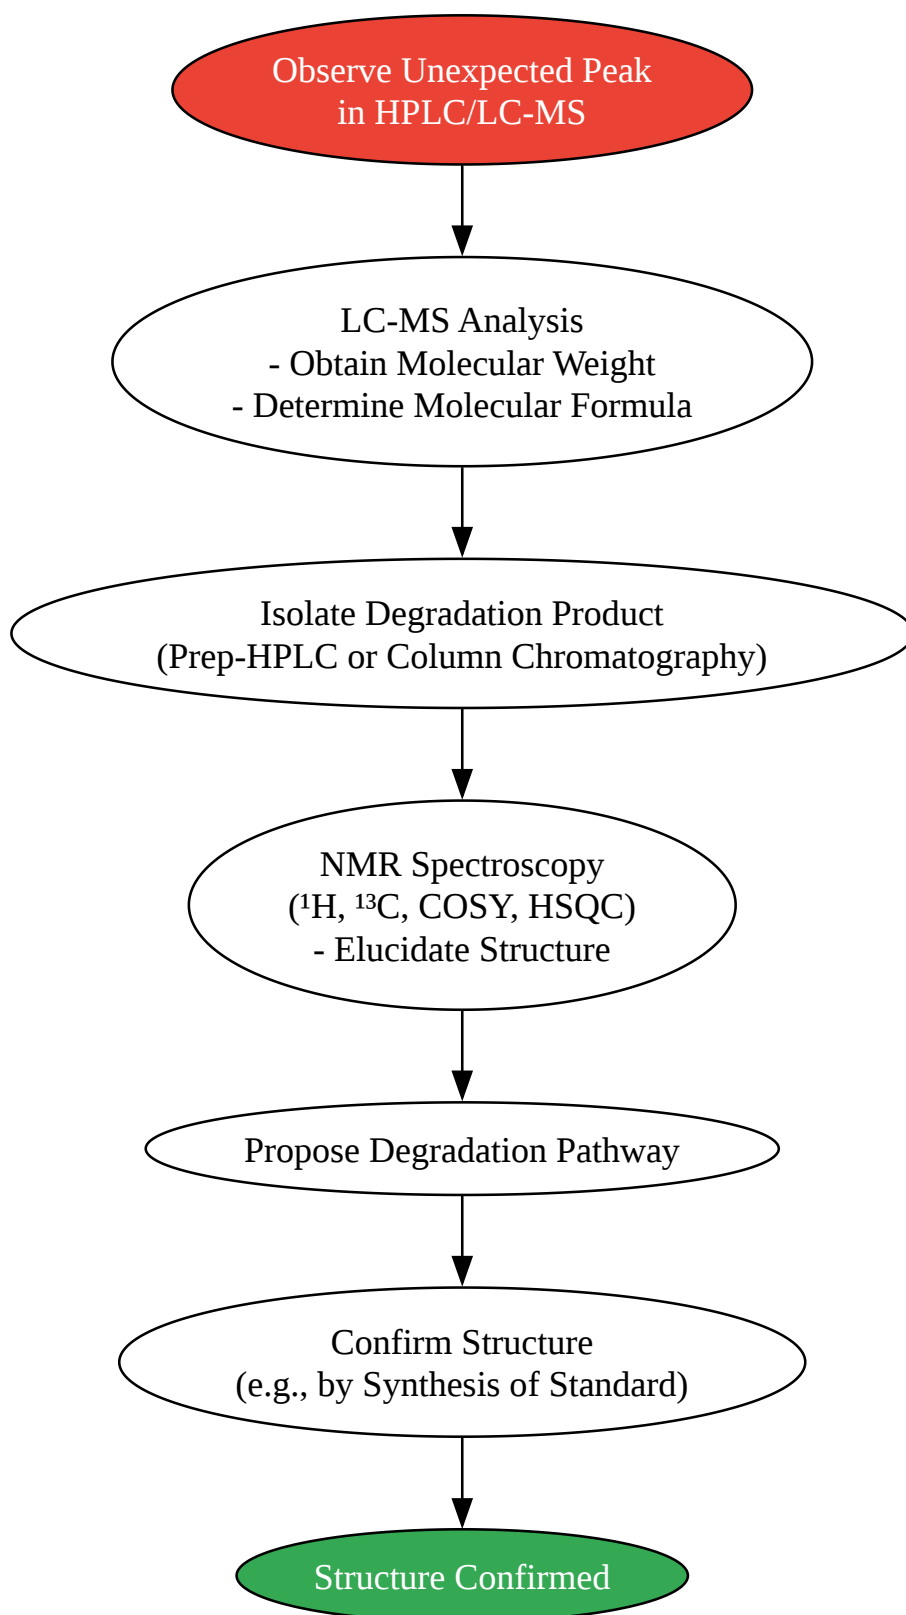 Observe Unexpected Peak
in HPLC/LC-MS
LC-MS Analysis
- Obtain Molecular Weight
- Determine Molecular Formula
Isolate Degradation Product
(Prep-HPLC or Column Chromatography)
NMR Spectroscopy
(¹H, ¹³C, COSY, HSQC)
- Elucidate Structure
Propose Degradation Pathway
Confirm Structure
(e.g., by Synthesis of Standard)
Structure Confirmed